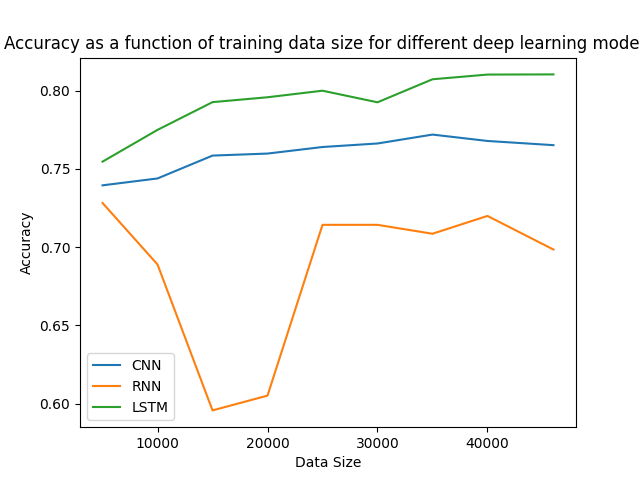 Accuracy as a function of training data size for different deep learning mode
0.80
0.75
0.70
0.65
0.60
Accuracy
CNN
RNN
LSTM
10000 20000 30000 40000
Data Size